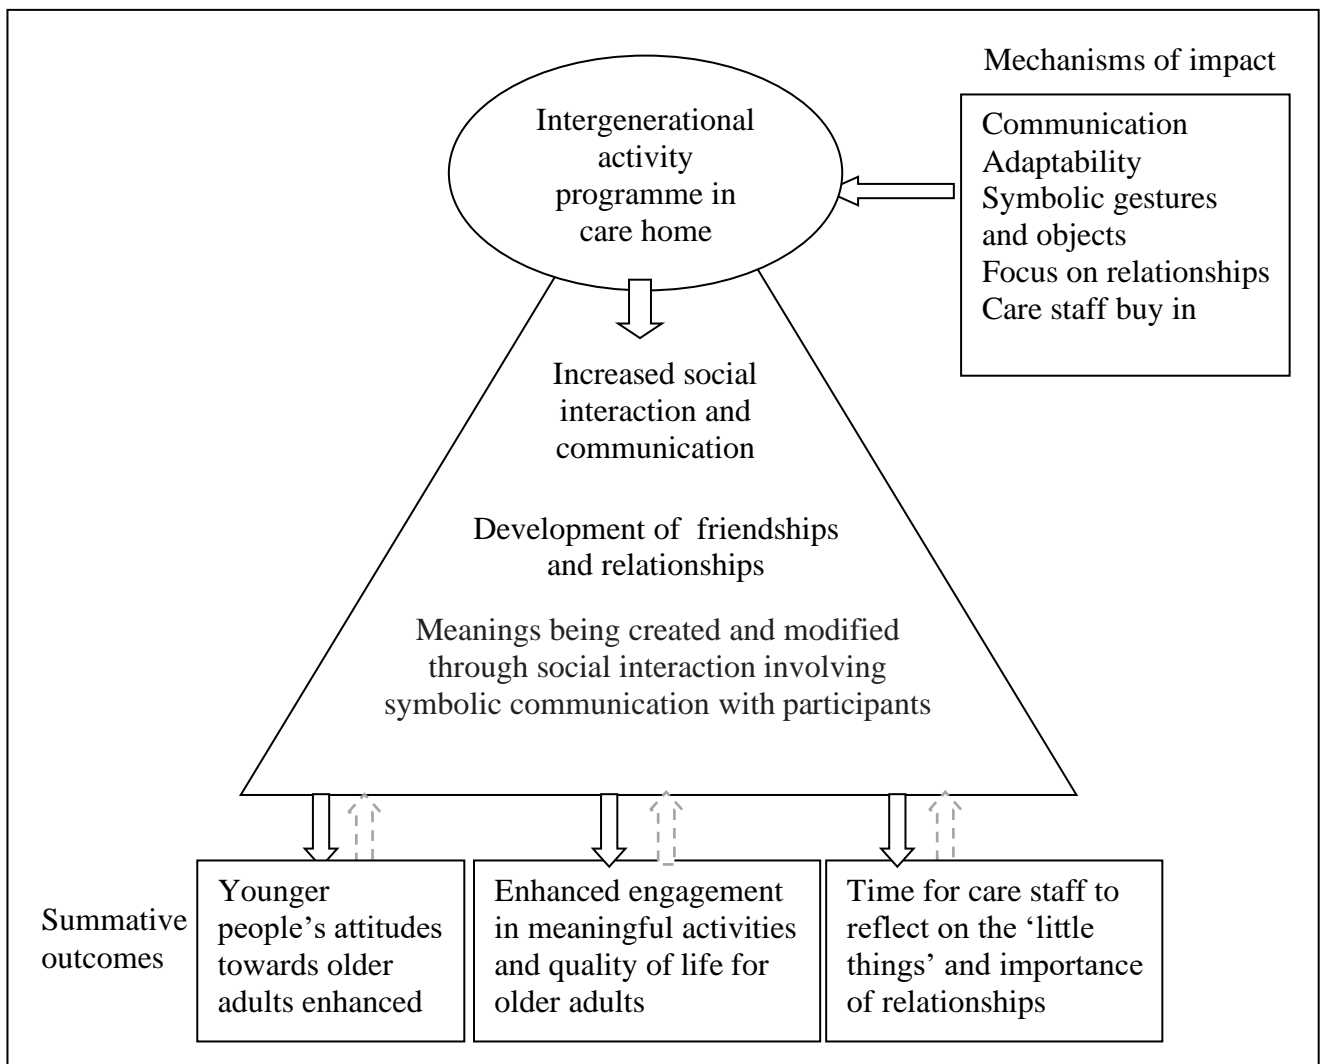 Mechanisms of impact
Intergenerational
activity
programme in
care home
Communication
Adaptability
Symbolic gestures
and objects
Focus on relationships
Care staff buy in
Increased social
interaction and
communication
Development of  friendships
and relationships
Meanings being created and modified
through social interaction involving
symbolic communication with participants
Summative
outcomes
Younger
people’s attitudes
towards older
adults enhanced
Enhanced engagement
in meaningful activities
and quality of life for
older adults
Time for care staff to
reflect on the ‘little
things’ and importance
of relationships